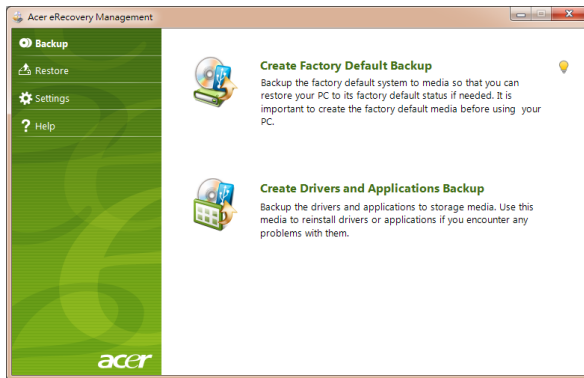 Acer eRecovery Management
Backup
Restore
Settings
Help
Create Factory Default Backup
Backup the factory default system to media so that you can
restore your PC to its factory default status if needed. It is
important to create the factory default media before using your
PC.
Create Drivers and Applications Backup
Backup the drivers and applications to storage media. Use this
media to reinstall drivers or applications if you encounter any
problems with them.
acer